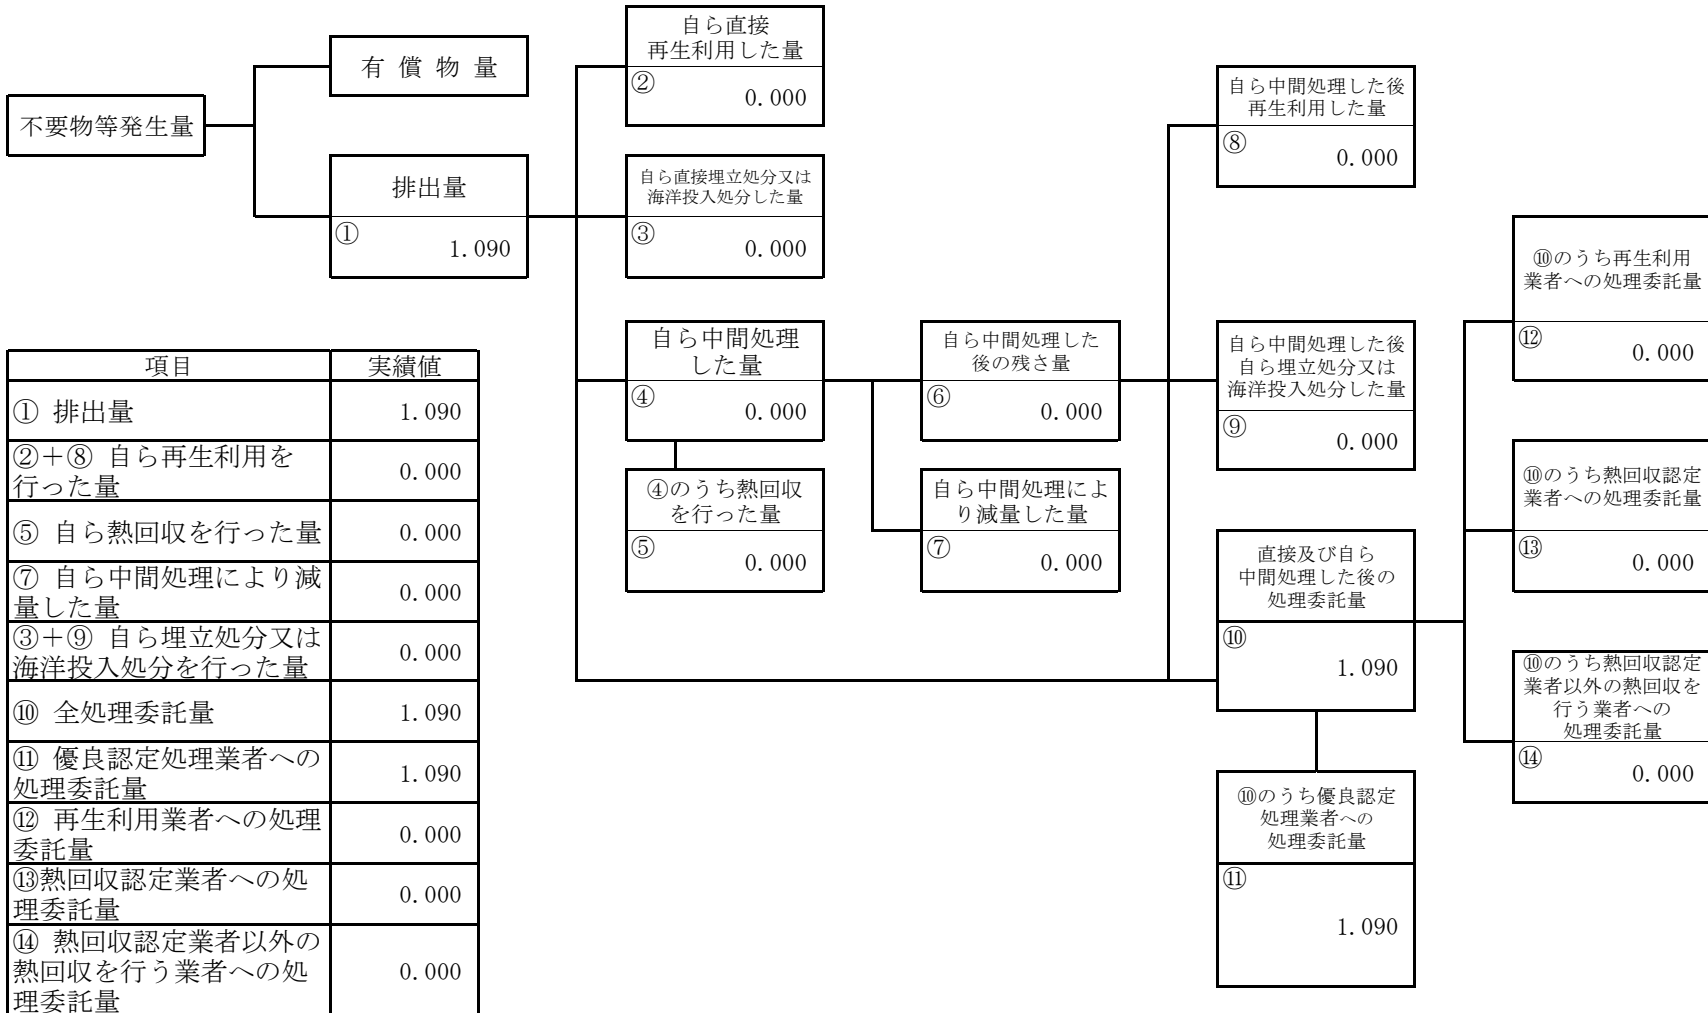 不要物等発生量
有 償 物 量
排出量
①
1.090
自ら直接
再生利用した量
②
0.000
自ら直接埋立処分又は
海洋投入処分した量
③
0.000
自ら中間処理
した量
④
0.000
④のうち熱回収
を行った量
⑤
0.000
自ら中間処理した
後の残さ量
⑥
0.000
自ら中間処理によ
り減量した量
⑦
0.000
自ら中間処理した後
再生利用した量
⑧
0.000
自ら中間処理した後
自ら埋立処分又は
海洋投入処分した量
⑨
0.000
直接及び自ら
中間処理した後の
処理委託量
⑩
1.090
⑩のうち優良認定
処理業者への
処理委託量
⑪
1.090
⑩のうち再生利用
業者への処理委託量
⑫
0.000
⑩のうち熱回収認定
業者への処理委託量
⑬
0.000
⑩のうち熱回収認定
業者以外の熱回収を
行う業者への
処理委託量
⑭
0.000
項目 実績値
① 排出量 1.090
②＋⑧ 自ら再生利用を
行った量 0.000
⑤ 自ら熱回収を行った量 0.000
⑦ 自ら中間処理により減
量した量 0.000
③＋⑨ 自ら埋立処分又は
海洋投入処分を行った量 0.000
⑩ 全処理委託量 1.090
⑪ 優良認定処理業者への
処理委託量 1.090
⑫ 再生利用業者への処理
委託量 0.000
⑬熱回収認定業者への処
理委託量 0.000
⑭ 熱回収認定業者以外の
熱回収を行う業者への処
理委託量 0.000